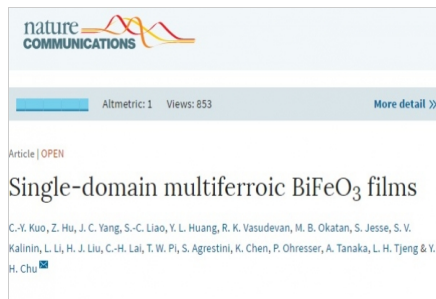 nature
COMMUNICATIONS
Altmetric: 1 Views: 853 More detail »
Article | OPEN
Single-domain multiferroic BiFeO₃ films
C.-Y. Kuo, Z. Hu, J. C. Yang, S.-C. Liao, Y. L. Huang, R. K. Vasudevan, M. B. Okatan, S. Jesse, S. V.
Kalinin, L. Li, H. J. Liu, C.-H. Lai, T. W. Pi, S. Agrestini, K. Chen, P. Ohresser, A. Tanaka, L. H. Tjeng & Y.
H. Chu